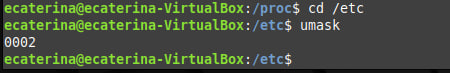 ecaterina@ecaterina-VirtualBox:/proc$ cd /etc
ecaterina@ecaterina-VirtualBox:/etc$ umask
0002
ecaterina@ecaterina-VirtualBox:/etc$